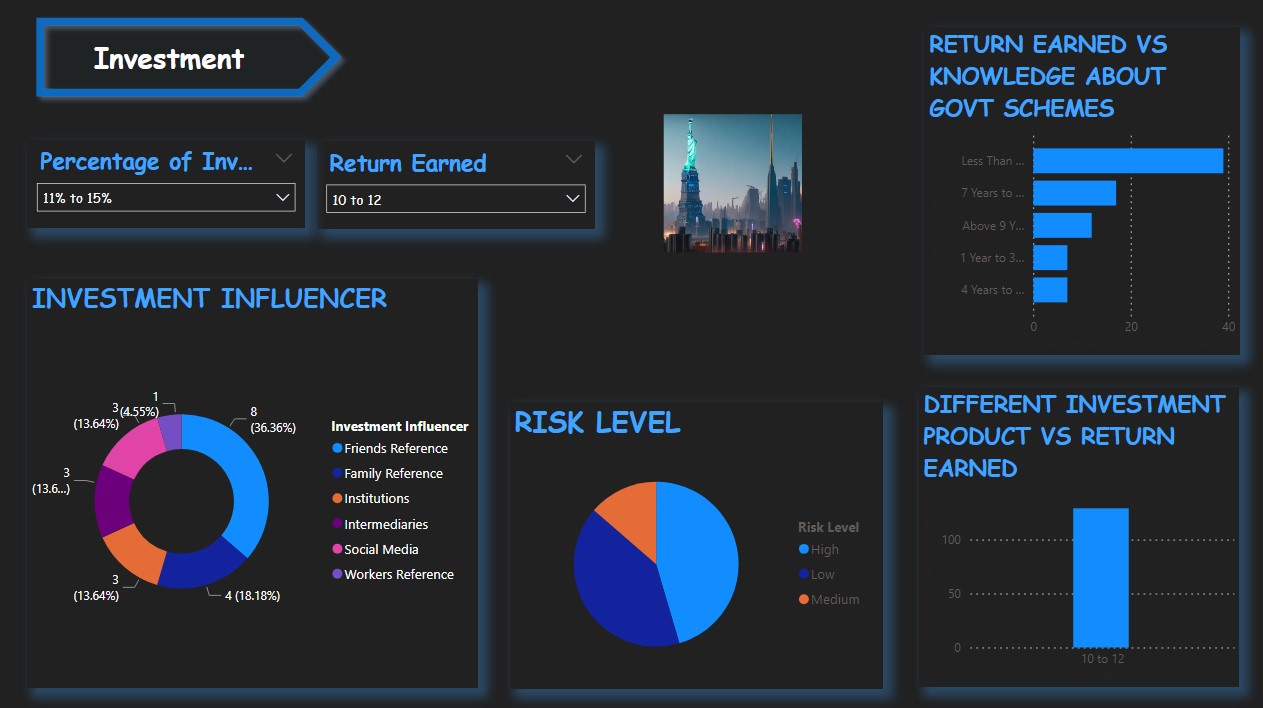 Investment
Percentage of Inv...
11% to 15%
Return Earned
10 to 12
INVESTMENT INFLUENCER
1
(4.55%)
3
(13.64%)
3
(13.6...)
3
(13.64%)
8
(36.36%)
4 (18.18%)
Investment Influencer
Friends Reference
Family Reference
Institutions
Intermediaries
Social Media
Workers Reference
RISK LEVEL
Risk Level
High
Low
Medium
RETURN EARNED VS
KNOWLEDGE ABOUT
GOVT SCHEMES
Less Than ...
7 Years to ...
Above 9 Y...
1 Year to 3...
4 Years to ...
0 20 40
DIFFERENT INVESTMENT
PRODUCT VS RETURN
EARNED
100
50
0
10 to 12